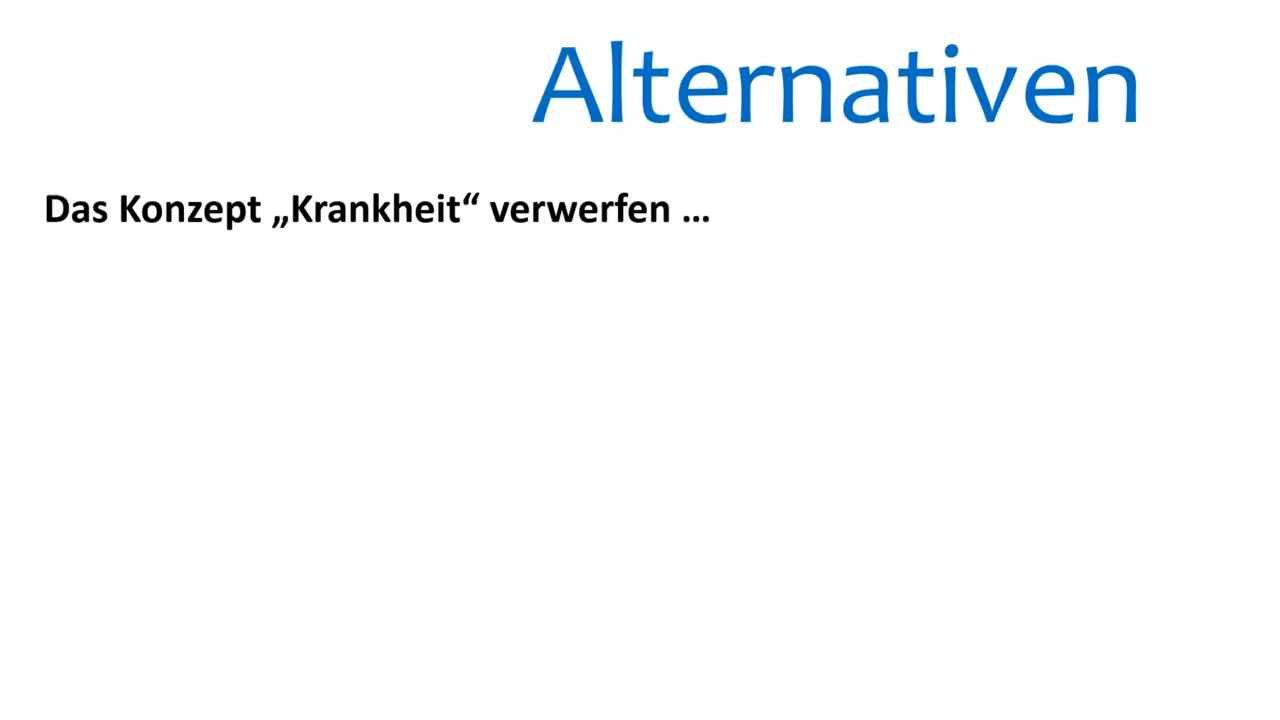 Alternativen
Das Konzept „Krankheit“ verwerfen …